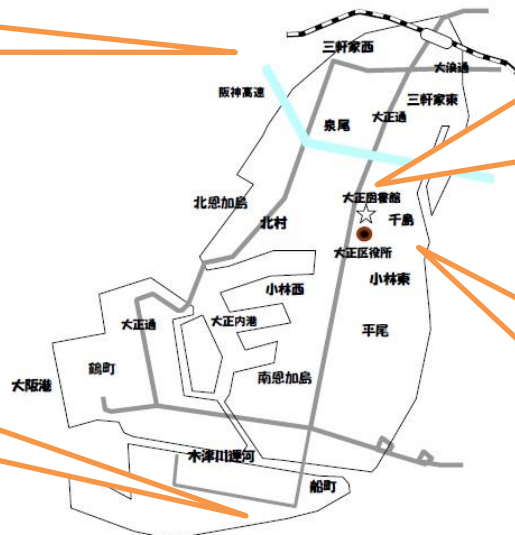 三軒家西
大浪通
阪神高速
三軒家東
大正通
泉尾
大正図書館
北恩加島
千島
北村
大正区役所
小林東
小林西
大正通
大正内港
平尾
鶴町
南恩加島
大阪港
木津川運河
船町